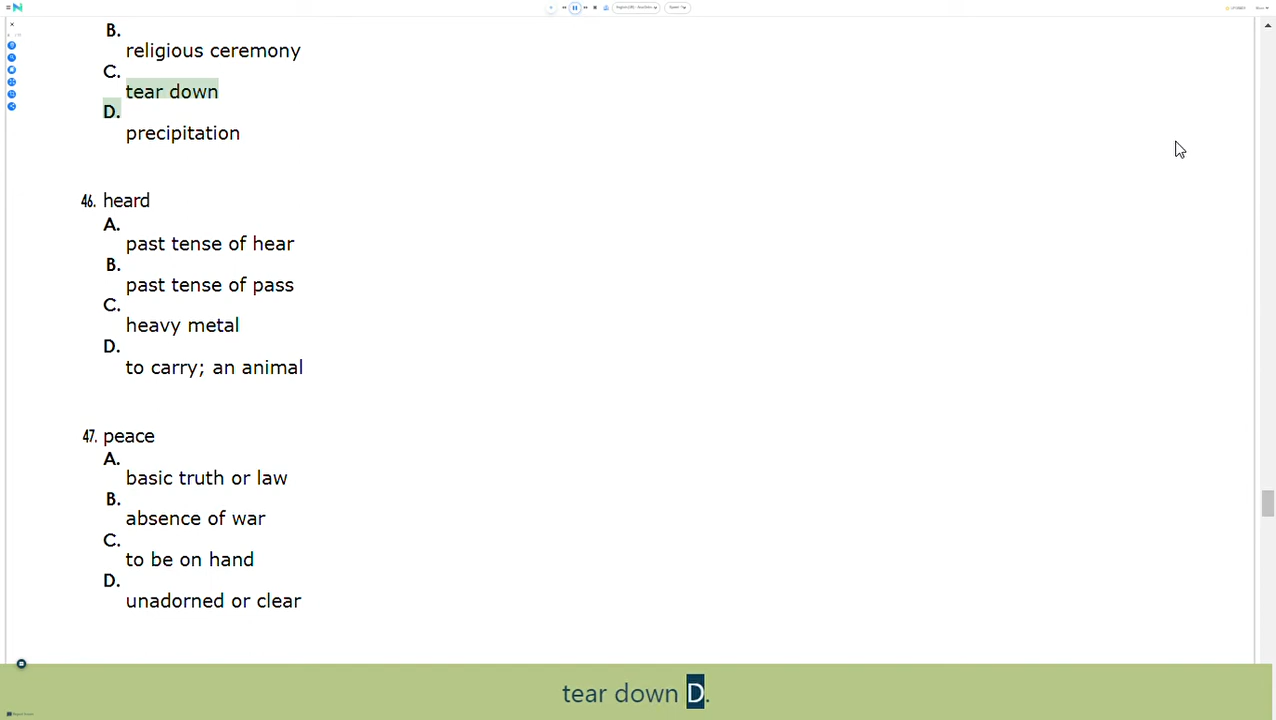 B.
religious ceremony
C.
tear down
D.
precipitation
46. heard
A.
past tense of hear
B.
past tense of pass
C.
heavy metal
D.
to carry; an animal
47. peace
A.
basic truth or law
B.
absence of war
C.
to be on hand
D.
unadorned or clear
tear down D.